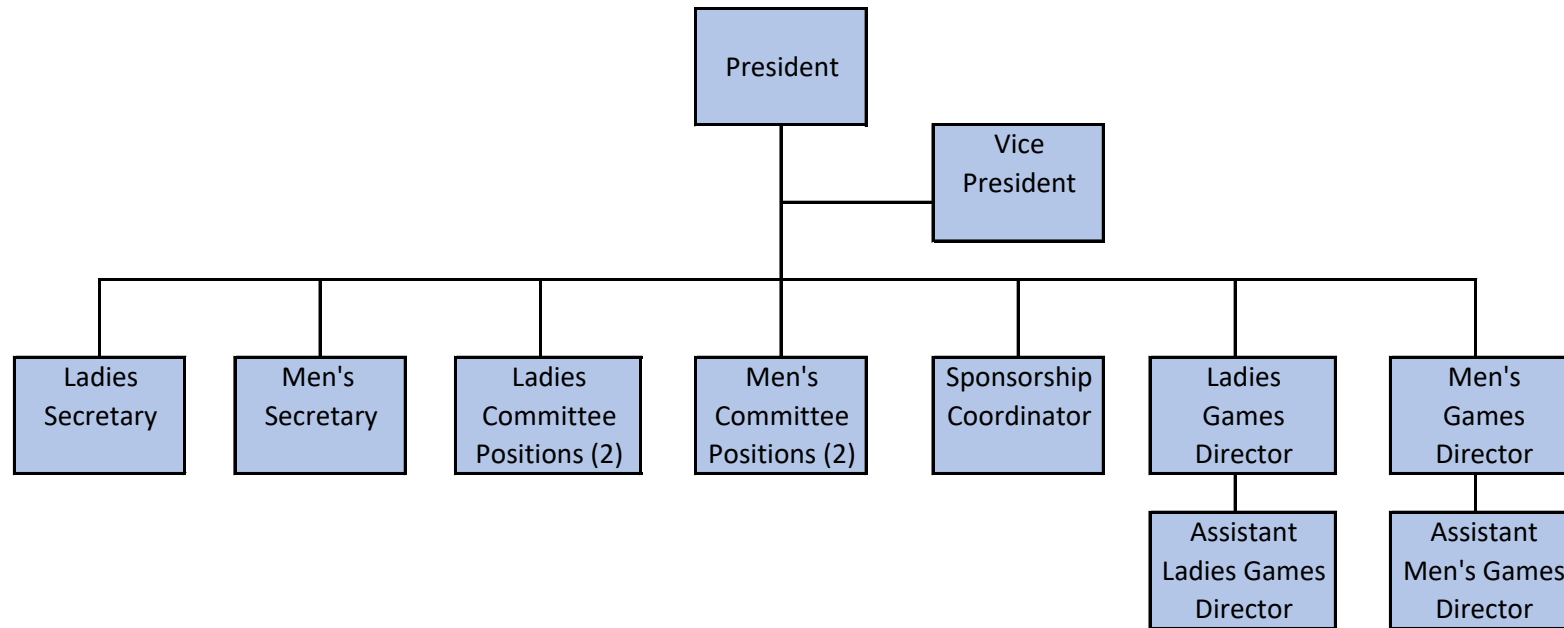 President
Vice
President
Ladies
Secretary
Men's
Secretary
Ladies
Committee
Positions (2)
Men's
Committee
Positions (2)
Sponsorship
Coordinator
Ladies
Games
Director
Men's
Games
Director
Assistant
Ladies Games
Director
Assistant
Men's Games
Director